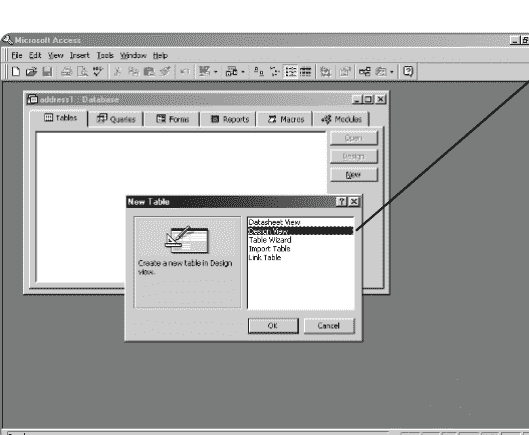 Microsoft Access
File Edit View Insert Tools Window Help
address1 : Database
Tables Queries Forms Reports Macros Modules
Open
Design
New
New Table
Create a new table in Design
view.
Datasheet View
Design View
Table Wizard
Import Table
Link Table
OK Cancel